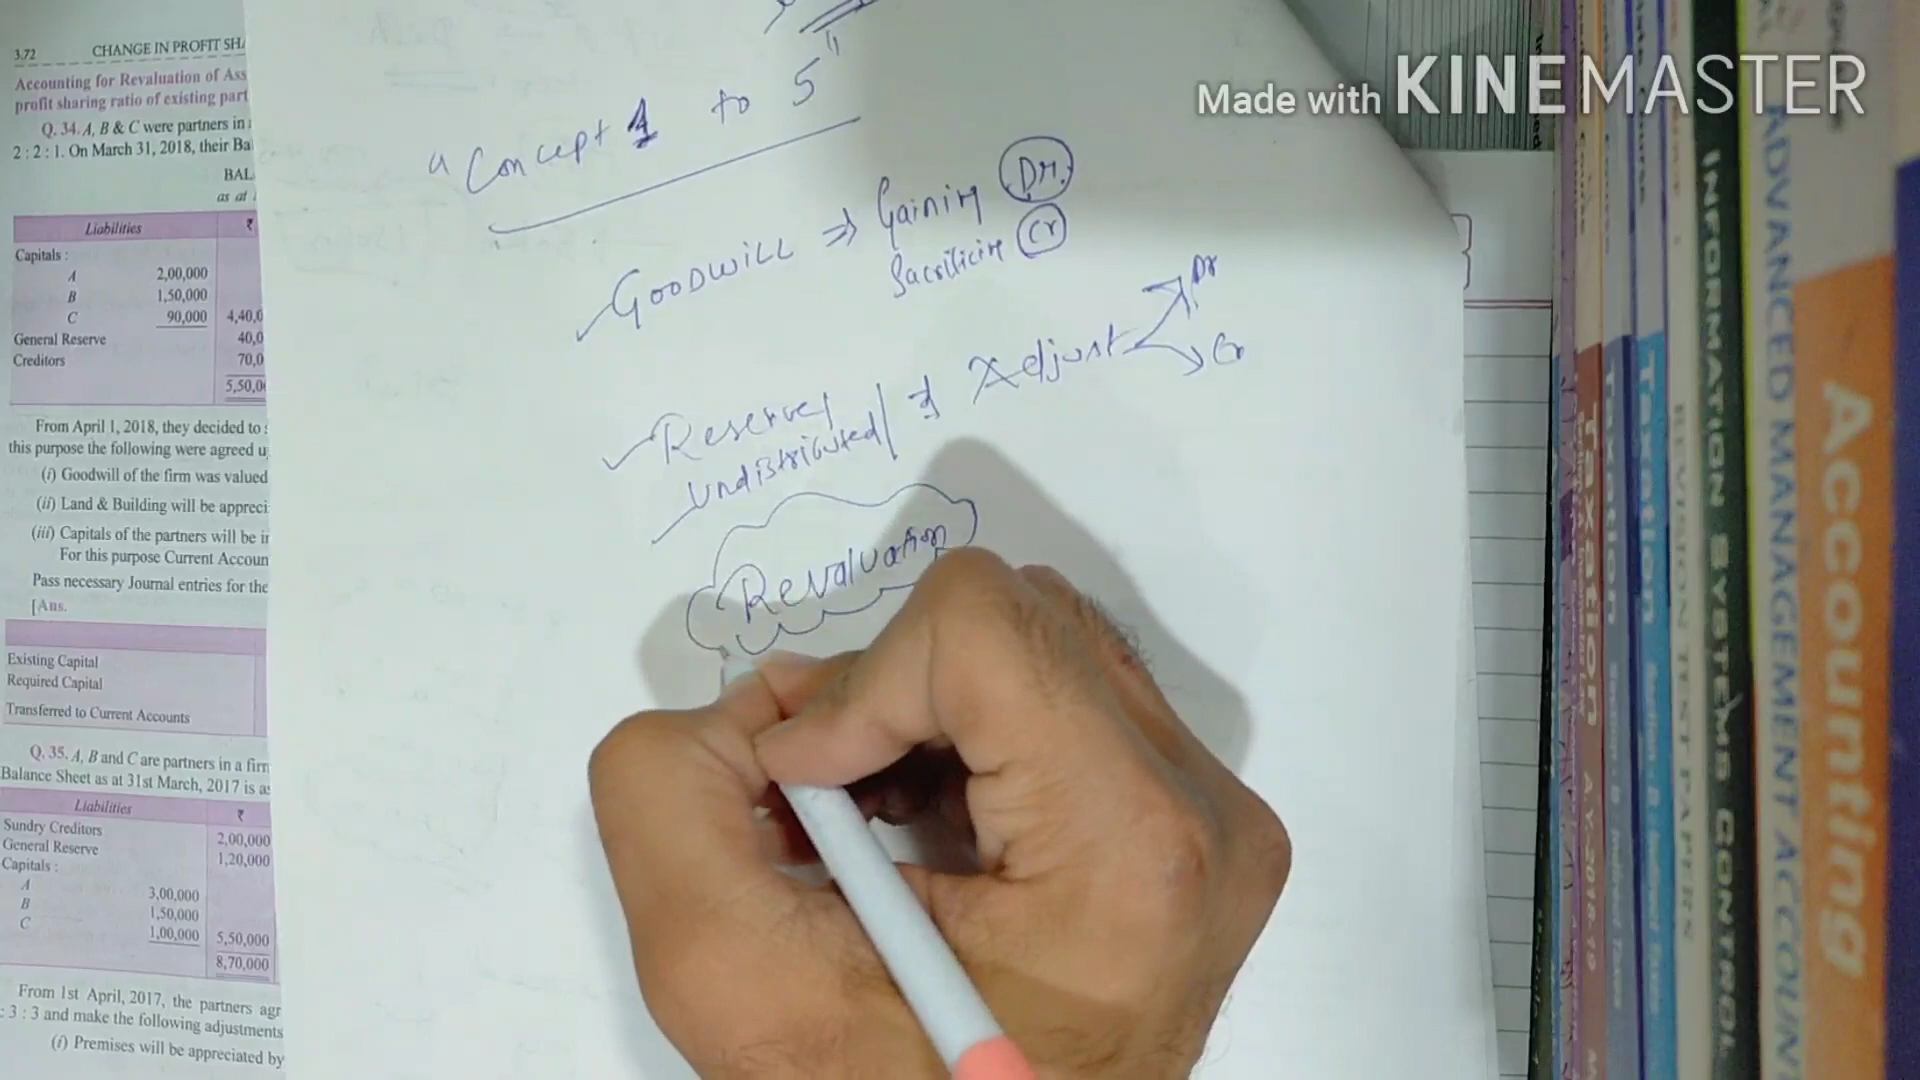 3.72 CHANGE IN PROFIT SHA
Accounting for Revaluation of Ass
profit sharing ratio of existing part
Q. 34. A, B & C were partners in
2 : 2 : 1. On March 31, 2018, their Ba
BAL
as at
Liabilities ₹
Capitals :
A 2,00,000
B 1,50,000
C 90,000 4,40,0
General Reserve 40,0
Creditors 70,0
5,50,0
From April 1, 2018, they decided to
this purpose the following were agreed u
(i) Goodwill of the firm was valued
(ii) Land & Building will be appreci
(iii) Capitals of the partners will be in
For this purpose Current Accoun
Pass necessary Journal entries for the
[Ans.
Existing Capital
Required Capital
Transferred to Current Accounts
Q. 35. A, B and C are partners in a firm
Balance Sheet as at 31st March, 2017 is as
Liabilities ₹
Sundry Creditors 2,00,000
General Reserve 1,20,000
Capitals :
A 3,00,000
B 1,50,000
C 1,00,000 5,50,000
8,70,000
From 1st April, 2017, the partners agr
: 3 : 3 and make the following adjustments
(i) Premises will be appreciated by
"Concept 1 to 5"
GOODWILL ⇒ Gaining Dr.
Sacrificing Cr
Reserves
Undistributed
Adjust Dr
Cr
Revaluation
Made with KINEMASTER
Taxation A.Y.-2018-19
Taxation
Taxation
REVISION TEST PAPERS
INFORMATION SYSTEMS CONTROL
ADVANCED MANAGEMENT ACCOUN
Accounting